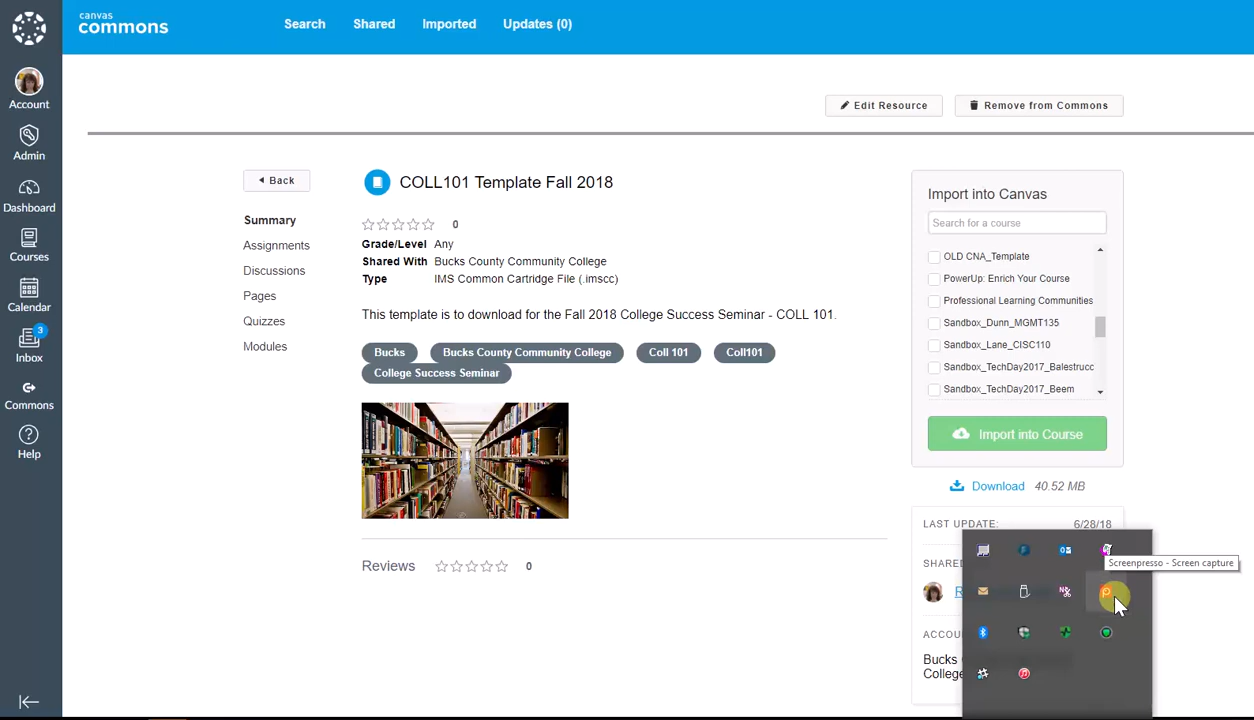 canvas
commons
Search
Shared
Imported
Updates (0)
Account
Admin
Dashboard
Courses
Calendar
3
Inbox
Commons
Help
Edit Resource
Remove from Commons
Back
Summary
Assignments
Discussions
Pages
Quizzes
Modules
COLL101 Template Fall 2018
0
Grade/Level Any
Shared With Bucks County Community College
Type IMS Common Cartridge File (.imscc)
This template is to download for the Fall 2018 College Success Seminar - COLL 101.
Bucks Bucks County Community College Coll 101 Coll101
College Success Seminar
Reviews 0
Import into Canvas
Search for a course
OLD CNA_Template
PowerUp: Enrich Your Course
Professional Learning Communities
Sandbox_Dunn_MGMT135
Sandbox_Lane_CISC110
Sandbox_TechDay2017_Balestrucc
Sandbox_TechDay2017_Beem
Import into Course
Download 40.52 MB
LAST UPDATE: 6/28/18
SHARE
R
ACCOU
Bucks
College
Screenpresso - Screen capture